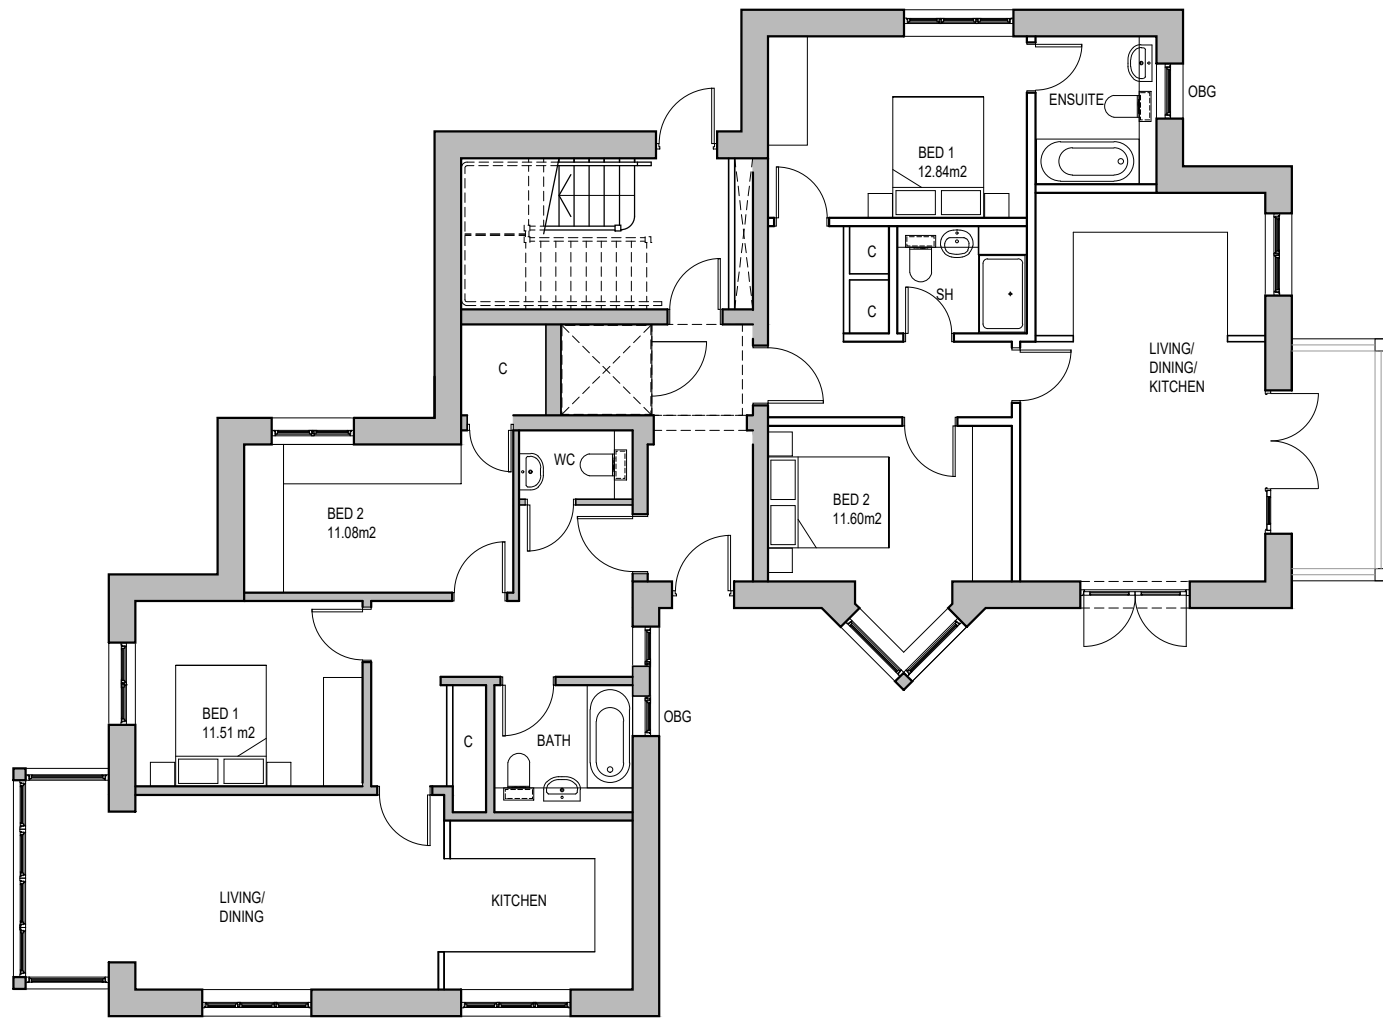 OBG
ENSUITE
BED 1
12.84m2
C
C
SH
LIVING/
DINING/
KITCHEN
C
WC
BED 2
11.08m2
BED 2
11.60m2
BED 1
11.51 m2
C
BATH
OBG
LIVING/
DINING
KITCHEN